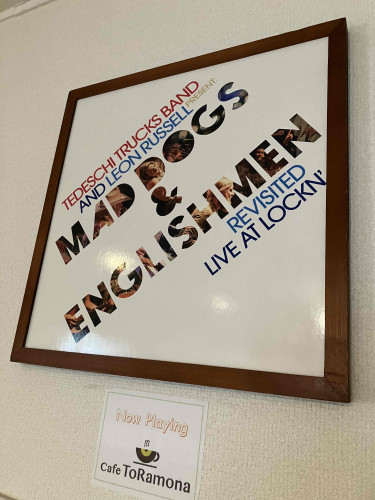 TEDESCHI TRUCKS BAND
AND LEON RUSSELL PRESENT:
MAD DOGS
&
ENGLISHMEN
REVISITED
LIVE AT LOCKN'
Now Playing
Cafe ToRamona